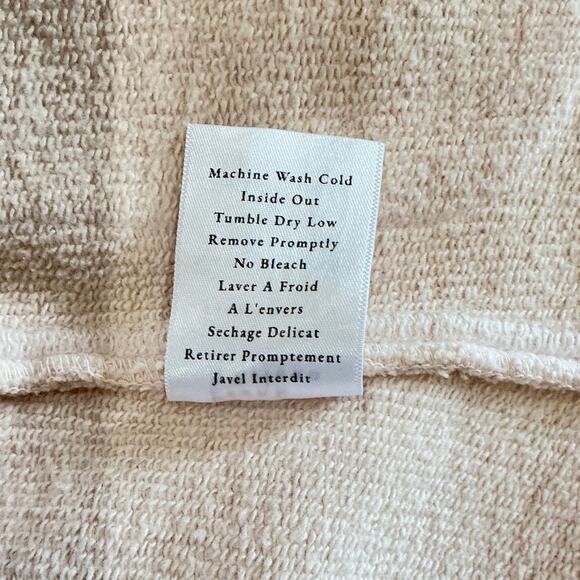 Machine Wash Cold
Inside Out
Tumble Dry Low
Remove Promptly
No Bleach
Laver A Froid
A L'envers
Sechage Delicat
Retirer Promptement
Javel Interdit